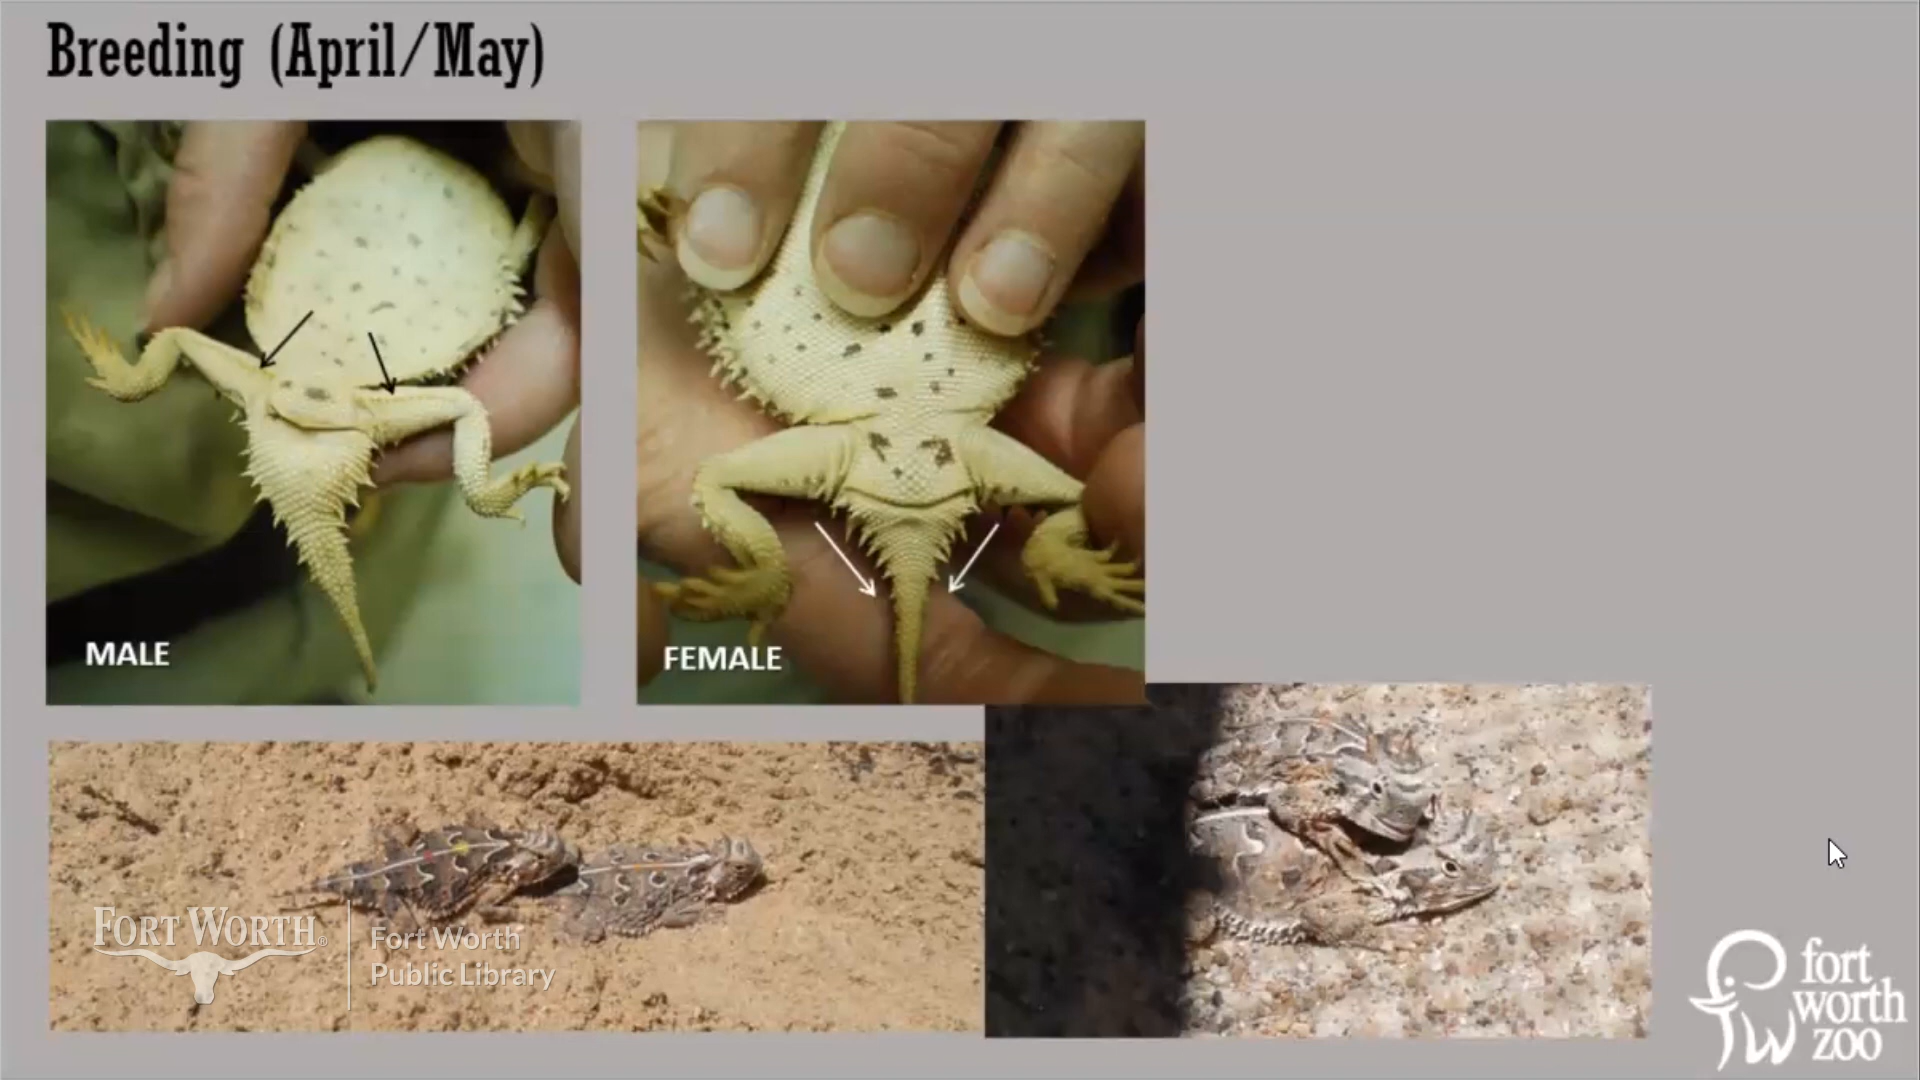 Breeding (April/May)
MALE
FEMALE
FORT WORTH®
Fort Worth
Public Library
fort
worth
zoo